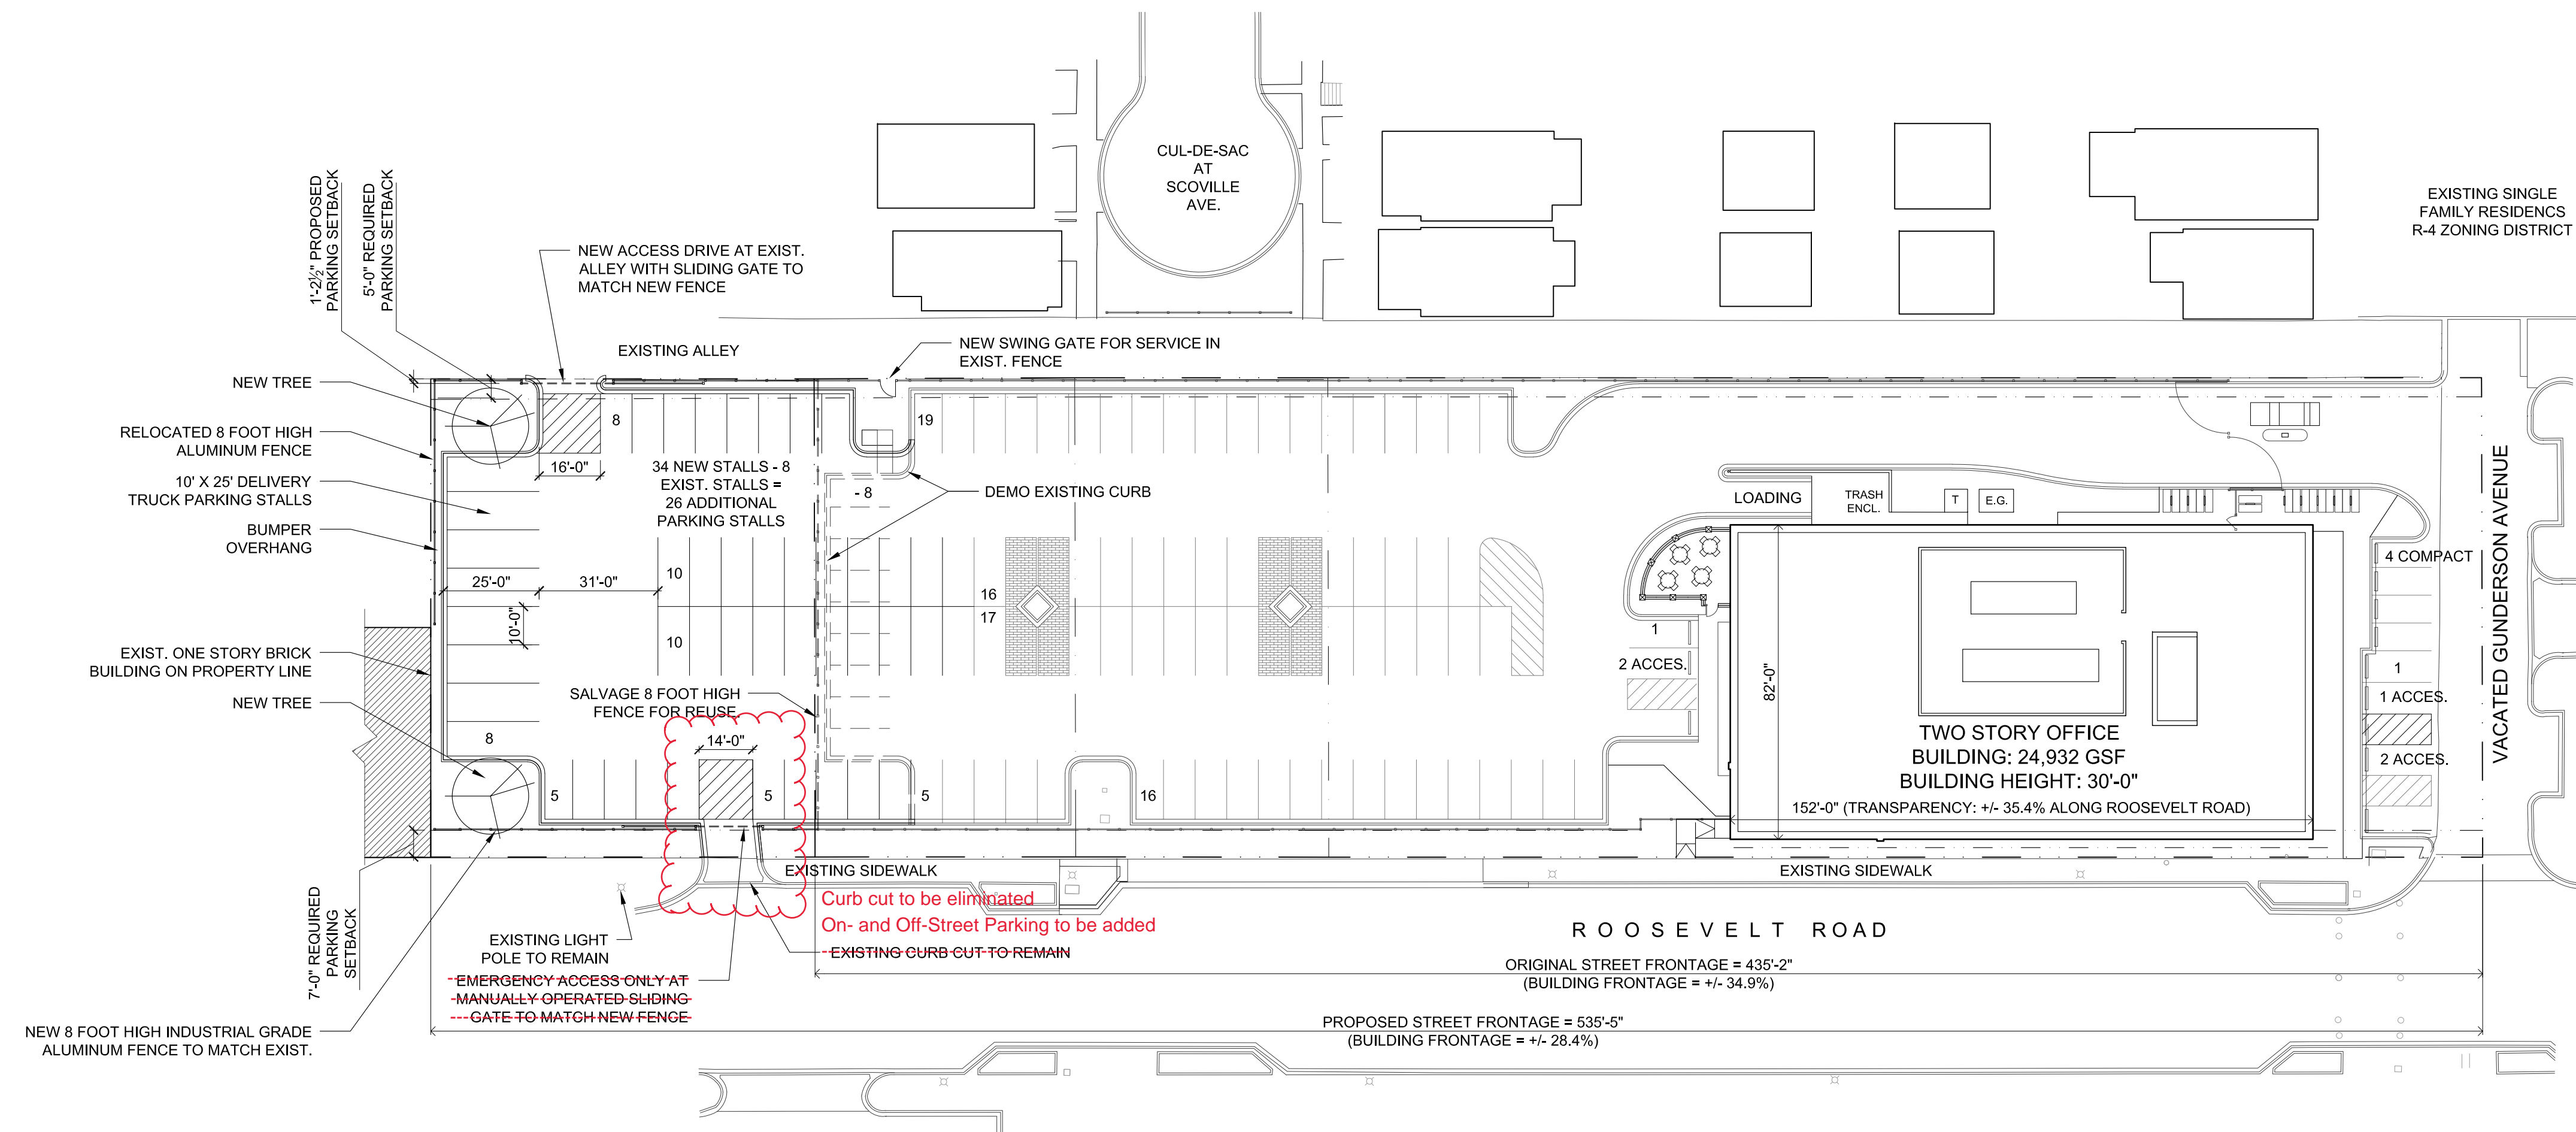 CUL-DE-SAC
AT
SCOVILLE
AVE.
EXISTING SINGLE
FAMILY RESIDENCS
R-4 ZONING DISTRICT
1'-2½" PROPOSED
PARKING SETBACK
5'-0" REQUIRED
PARKING SETBACK
NEW ACCESS DRIVE AT EXIST.
ALLEY WITH SLIDING GATE TO
MATCH NEW FENCE
EXISTING ALLEY
NEW SWING GATE FOR SERVICE IN
EXIST. FENCE
NEW TREE
RELOCATED 8 FOOT HIGH
ALUMINUM FENCE
10' X 25' DELIVERY
TRUCK PARKING STALLS
BUMPER
OVERHANG
EXIST. ONE STORY BRICK
BUILDING ON PROPERTY LINE
NEW TREE
8
19
16'-0"
34 NEW STALLS - 8
EXIST. STALLS =
26 ADDITIONAL
PARKING STALLS
- 8
DEMO EXISTING CURB
25'-0"
31'-0"
10'-0"
10
10
16
17
SALVAGE 8 FOOT HIGH
FENCE FOR REUSE
14'-0"
8
5
5
5
16
LOADING
TRASH
ENCL.
T
E.G.
1
2 ACCES.
82'-0"
TWO STORY OFFICE
BUILDING: 24,932 GSF
BUILDING HEIGHT: 30'-0"
152'-0" (TRANSPARENCY: +/- 35.4% ALONG ROOSEVELT ROAD)
4 COMPACT
1
1 ACCES.
2 ACCES.
VACATED GUNDERSON AVENUE
EXISTING SIDEWALK
EXISTING SIDEWALK
Curb cut to be eliminated
On- and Off-Street Parking to be added
EXISTING CURB CUT TO REMAIN
7'-0" REQUIRED
PARKING
SETBACK
EXISTING LIGHT
POLE TO REMAIN
EMERGENCY ACCESS ONLY AT
MANUALLY OPERATED SLIDING
GATE TO MATCH NEW FENCE
NEW 8 FOOT HIGH INDUSTRIAL GRADE
ALUMINUM FENCE TO MATCH EXIST.
ROOSEVELT ROAD
ORIGINAL STREET FRONTAGE = 435'-2"
(BUILDING FRONTAGE = +/- 34.9%)
PROPOSED STREET FRONTAGE = 535'-5"
(BUILDING FRONTAGE = +/- 28.4%)